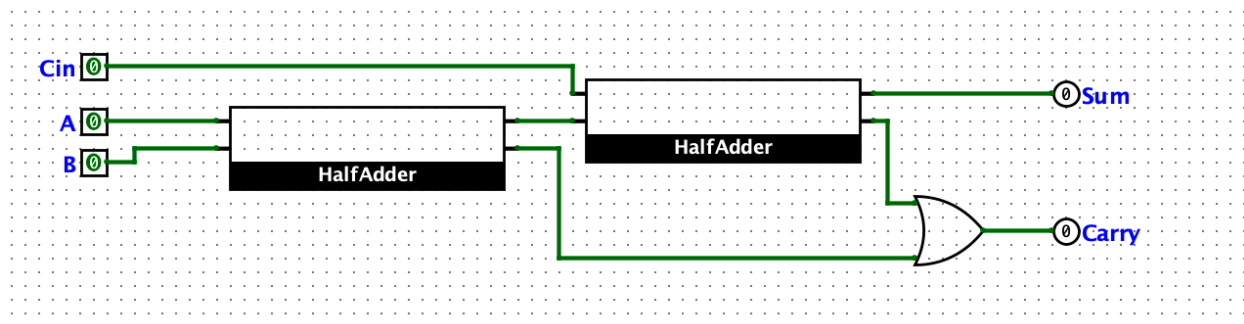 Cin 0
A 0
B 0
HalfAdder
HalfAdder
0 Sum
0 Carry